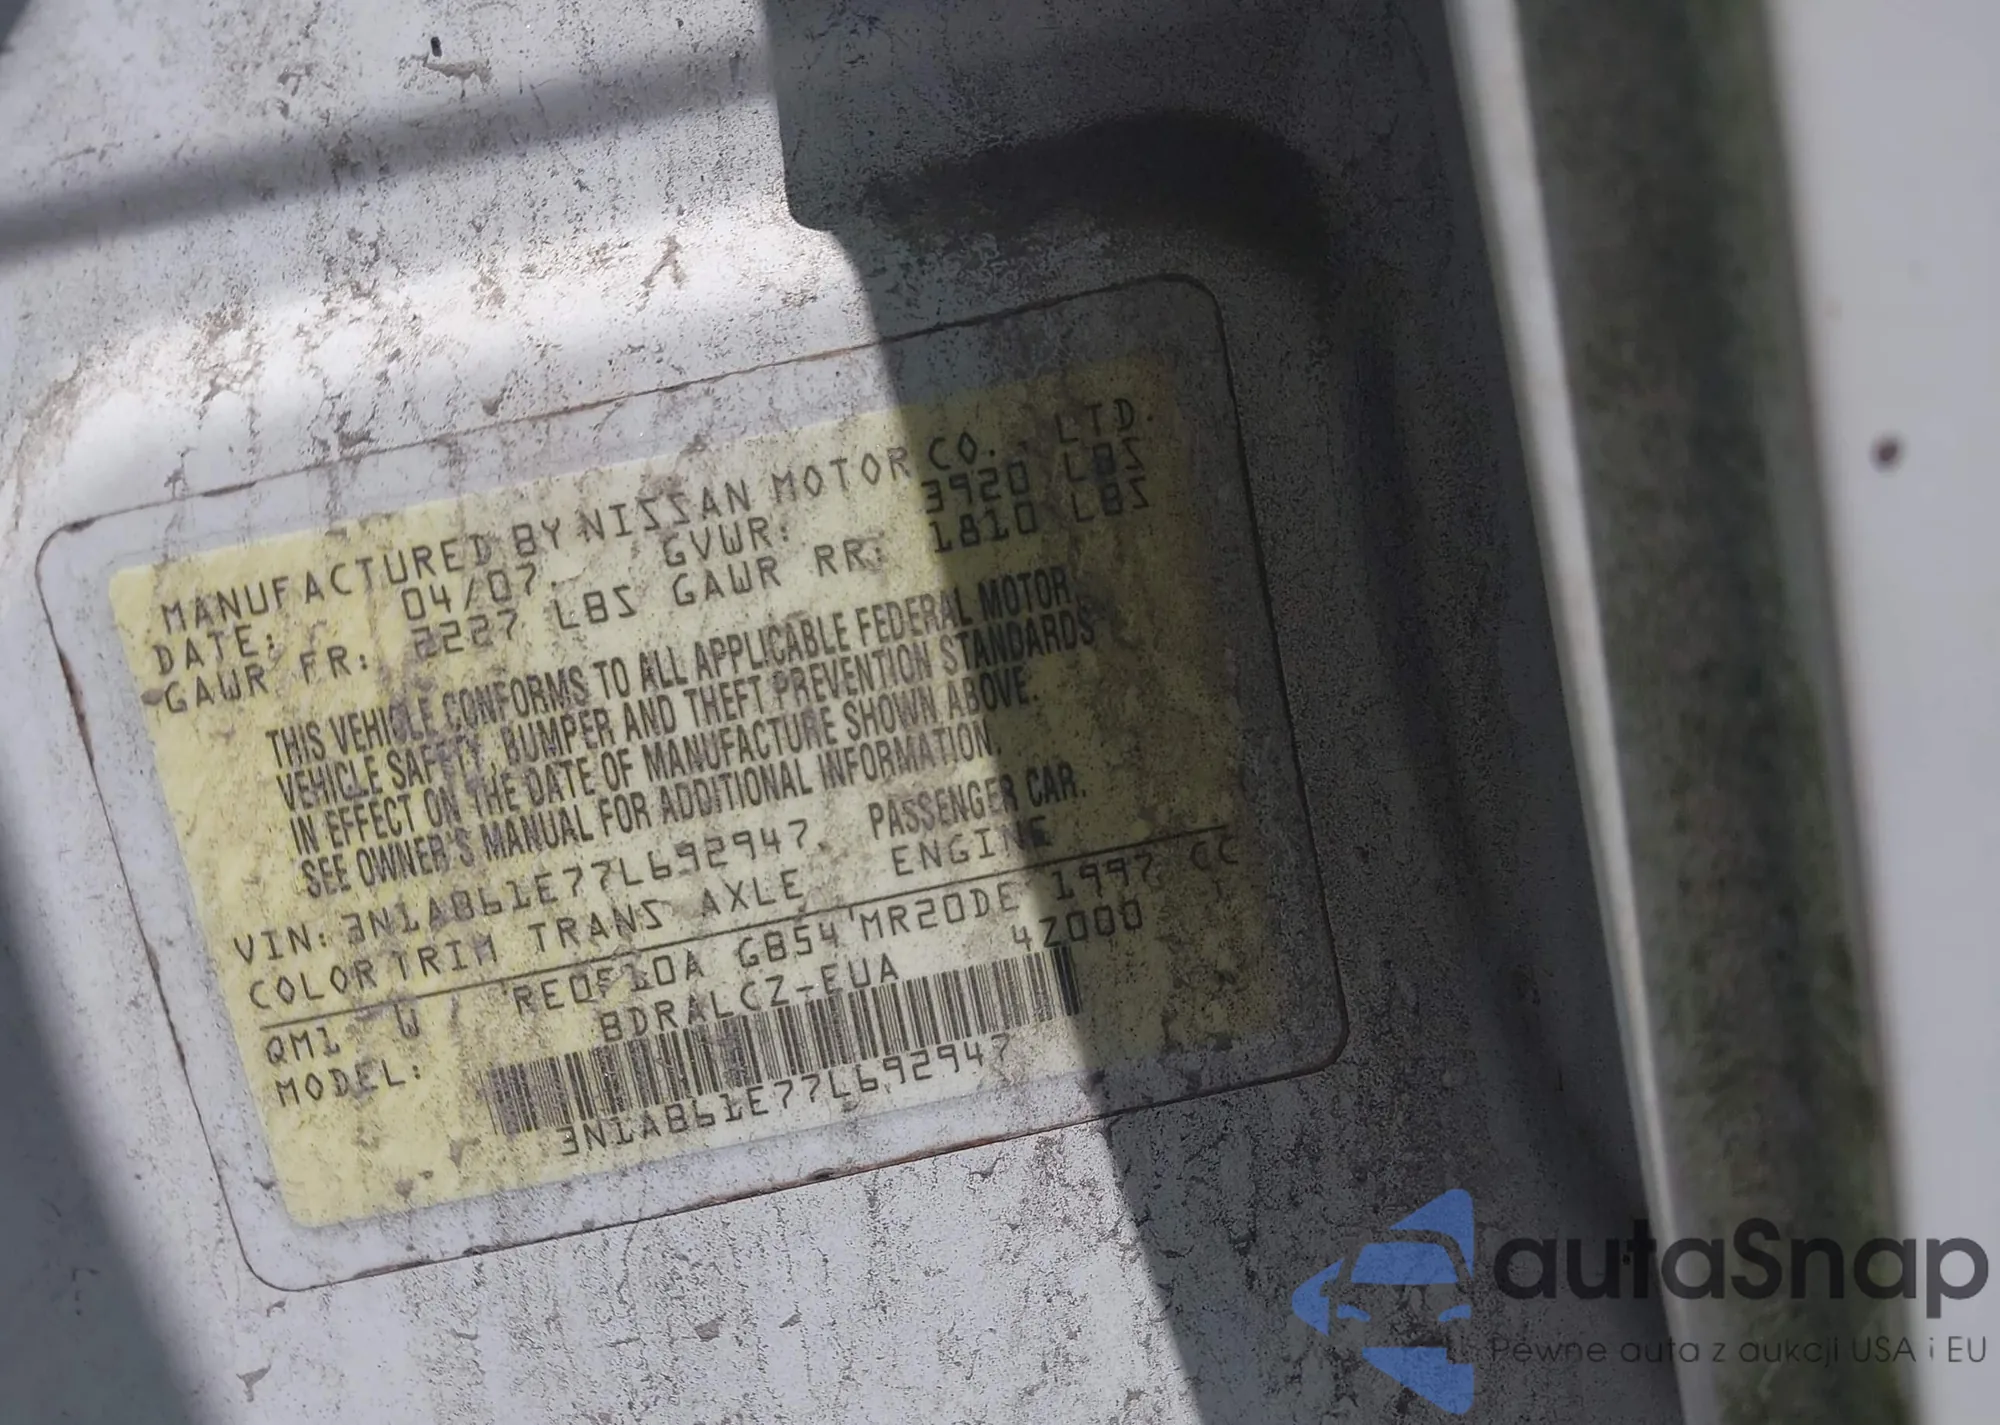 MANUFACTURED BY NISSAN MOTOR CO., LTD.
DATE: 04/07 GVWR: 3920 LBS
GAWR FR: 2227 LBS GAWR RR: 1810 LBS
THIS VEHICLE CONFORMS TO ALL APPLICABLE FEDERAL MOTOR
VEHICLE SAFETY, BUMPER AND THEFT PREVENTION STANDARDS
IN EFFECT ON THE DATE OF MANUFACTURE SHOWN ABOVE.
SEE OWNER'S MANUAL FOR ADDITIONAL INFORMATION.
VIN: 3N1AB61E77L692947 PASSENGER CAR.
COLOR TRIM TRANS AXLE ENGINE
QM1 W RE0F10A GB54 MR20DE 1997 CC
MODEL: BDRALCZ-EUA 4Z000
3N1AB61E77L692947
autaSnap
Pewne auta z aukcji USA i EU